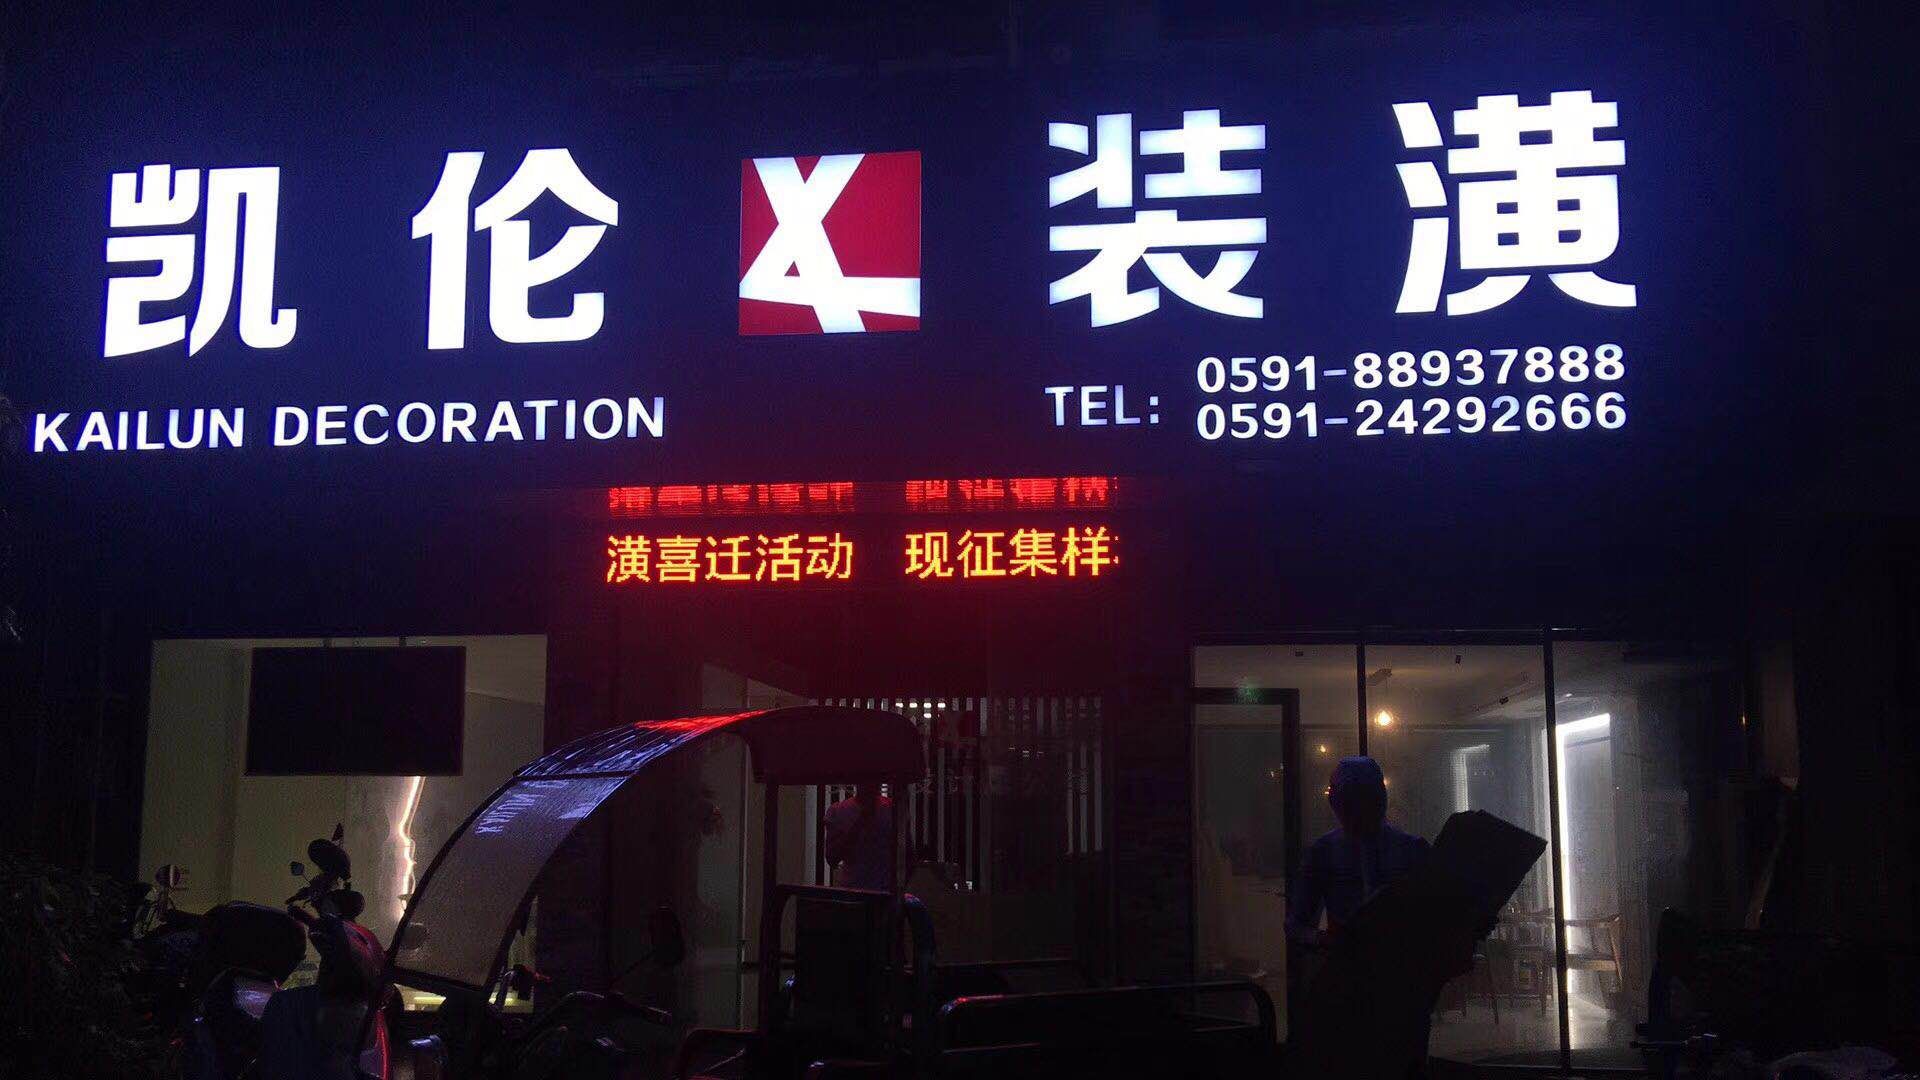 凯伦装潢
KAILUN DECORATION
TEL: 0591-88937888
0591-24292666
潢喜迁活动 现征集样